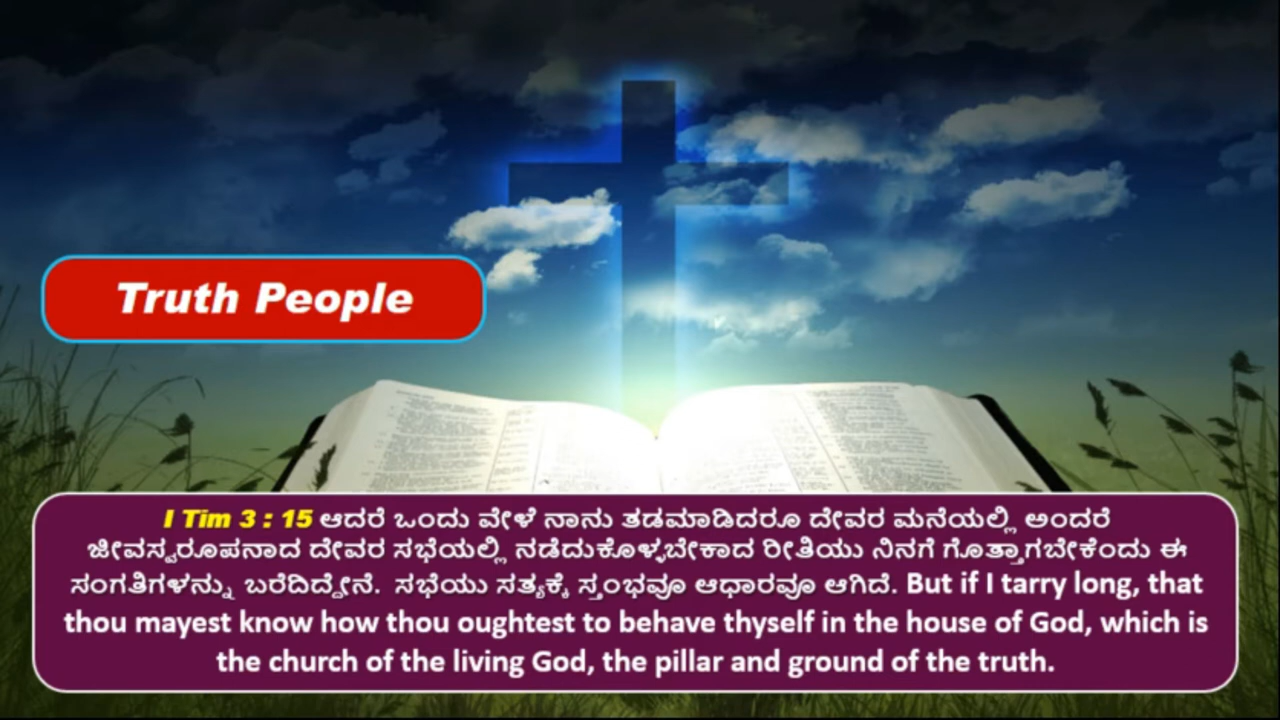 Truth People
I Tim 3 : 15 ಆದರೆ ಒಂದು ವೇಳೆ ನಾನು ತಡಮಾಡಿದರೂ ದೇವರ ಮನೆಯಲ್ಲಿ ಅಂದರೆ
ಜೀವಸ್ವರೂಪನಾದ ದೇವರ ಸಭೆಯಲ್ಲಿ ನಡೆದುಕೊಳ್ಳಬೇಕಾದ ರೀತಿಯು ನಿನಗೆ ಗೊತ್ತಾಗಬೇಕೆಂದು ಈ
ಸಂಗತಿಗಳನ್ನು ಬರೆದಿದ್ದೇನೆ. ಸಭೆಯು ಸತ್ಯಕ್ಕೆ ಸ್ತಂಭವೂ ಆಧಾರವೂ ಆಗಿದೆ. But if I tarry long, that
thou mayest know how thou oughtest to behave thyself in the house of God, which is
the church of the living God, the pillar and ground of the truth.